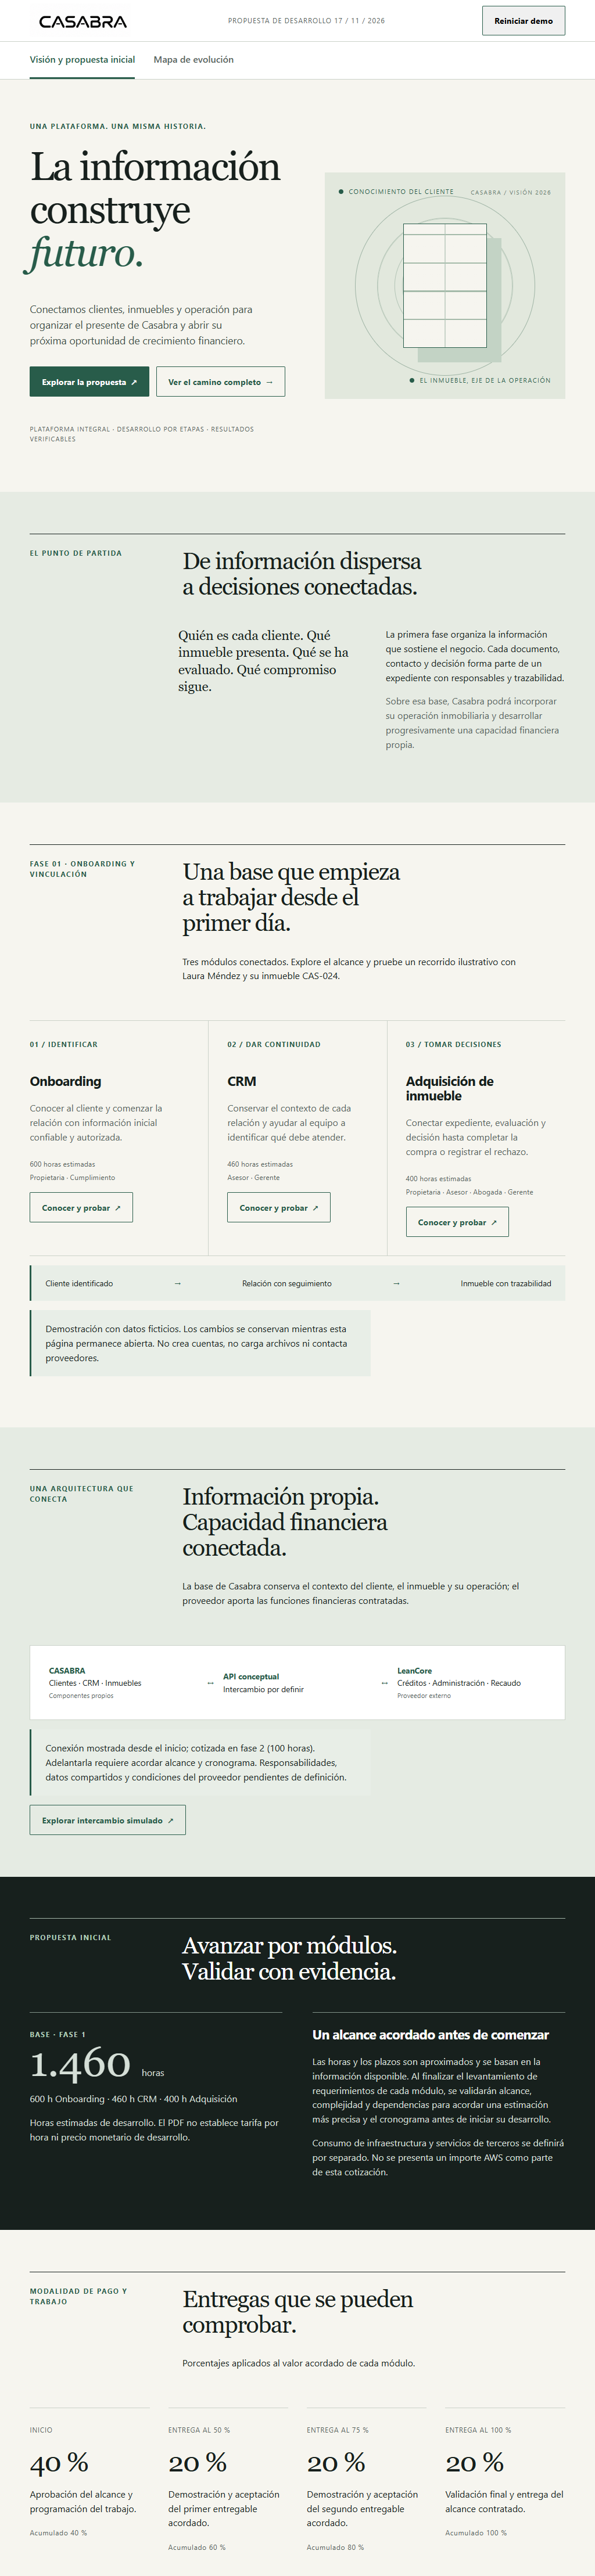 CASABRA
PROPUESTA DE DESARROLLO 17 / 11 / 2026
Reiniciar demo
Visión y propuesta inicial
Mapa de evolución
UNA PLATAFORMA. UNA MISMA HISTORIA.
La información
construye
futuro.
Conectamos clientes, inmuebles y operación para
organizar el presente de Casabra y abrir su
próxima oportunidad de crecimiento financiero.
Explorar la propuesta ↗
Ver el camino completo →
PLATAFORMA INTEGRAL · DESARROLLO POR ETAPAS · RESULTADOS
VERIFICABLES
CONOCIMIENTO DEL CLIENTE
CASABRA / VISIÓN 2026
EL INMUEBLE, EJE DE LA OPERACIÓN
EL PUNTO DE PARTIDA
De información dispersa
a decisiones conectadas.
Quién es cada cliente. Qué
inmueble presenta. Qué se ha
evaluado. Qué compromiso
sigue.
La primera fase organiza la información
que sostiene el negocio. Cada documento,
contacto y decisión forma parte de un
expediente con responsables y trazabilidad.
Sobre esa base, Casabra podrá incorporar
su operación inmobiliaria y desarrollar
progresivamente una capacidad financiera
propia.
FASE 01 · ONBOARDING Y
VINCULACIÓN
Una base que empieza
a trabajar desde el
primer día.
Tres módulos conectados. Explore el alcance y pruebe un recorrido ilustrativo con
Laura Méndez y su inmueble CAS-024.
01 / IDENTIFICAR
Onboarding
Conocer al cliente y comenzar la
relación con información inicial
confiable y autorizada.
600 horas estimadas
Propietaria · Cumplimiento
Conocer y probar ↗
02 / DAR CONTINUIDAD
CRM
Conservar el contexto de cada
relación y ayudar al equipo a
identificar qué debe atender.
460 horas estimadas
Asesor · Gerente
Conocer y probar ↗
03 / TOMAR DECISIONES
Adquisición de
inmueble
Conectar expediente, evaluación y
decisión hasta completar la
compra o registrar el rechazo.
400 horas estimadas
Propietaria · Asesor · Abogada · Gerente
Conocer y probar ↗
Cliente identificado → Relación con seguimiento → Inmueble con trazabilidad
Demostración con datos ficticios. Los cambios se conservan mientras esta
página permanece abierta. No crea cuentas, no carga archivos ni contacta
proveedores.
UNA ARQUITECTURA QUE
CONECTA
Información propia.
Capacidad financiera
conectada.
La base de Casabra conserva el contexto del cliente, el inmueble y su operación; el
proveedor aporta las funciones financieras contratadas.
CASABRA
Clientes · CRM · Inmuebles
Componentes propios
↔
API conceptual
Intercambio por definir
↔
LeanCore
Créditos · Administración · Recaudo
Proveedor externo
Conexión mostrada desde el inicio; cotizada en fase 2 (100 horas).
Adelantarla requiere acordar alcance y cronograma. Responsabilidades,
datos compartidos y condiciones del proveedor pendientes de definición.
Explorar intercambio simulado ↗
PROPUESTA INICIAL
Avanzar por módulos.
Validar con evidencia.
BASE · FASE 1
1.460 horas
600 h Onboarding · 460 h CRM · 400 h Adquisición
Horas estimadas de desarrollo. El PDF no establece tarifa por
hora ni precio monetario de desarrollo.
Un alcance acordado antes de comenzar
Las horas y los plazos son aproximados y se basan en la
información disponible. Al finalizar el levantamiento de
requerimientos de cada módulo, se validarán alcance,
complejidad y dependencias para acordar una estimación
más precisa y el cronograma antes de iniciar su desarrollo.
Consumo de infraestructura y servicios de terceros se definirá
por separado. No se presenta un importe AWS como parte
de esta cotización.
MODALIDAD DE PAGO Y
TRABAJO
Entregas que se pueden
comprobar.
Porcentajes aplicados al valor acordado de cada módulo.
INICIO
40 %
Aprobación del alcance y
programación del trabajo.
Acumulado 40 %
ENTREGA AL 50 %
20 %
Demostración y aceptación
del primer entregable
acordado.
Acumulado 60 %
ENTREGA AL 75 %
20 %
Demostración y aceptación
del segundo entregable
acordado.
Acumulado 80 %
ENTREGA AL 100 %
20 %
Validación final y entrega del
alcance contratado.
Acumulado 100 %